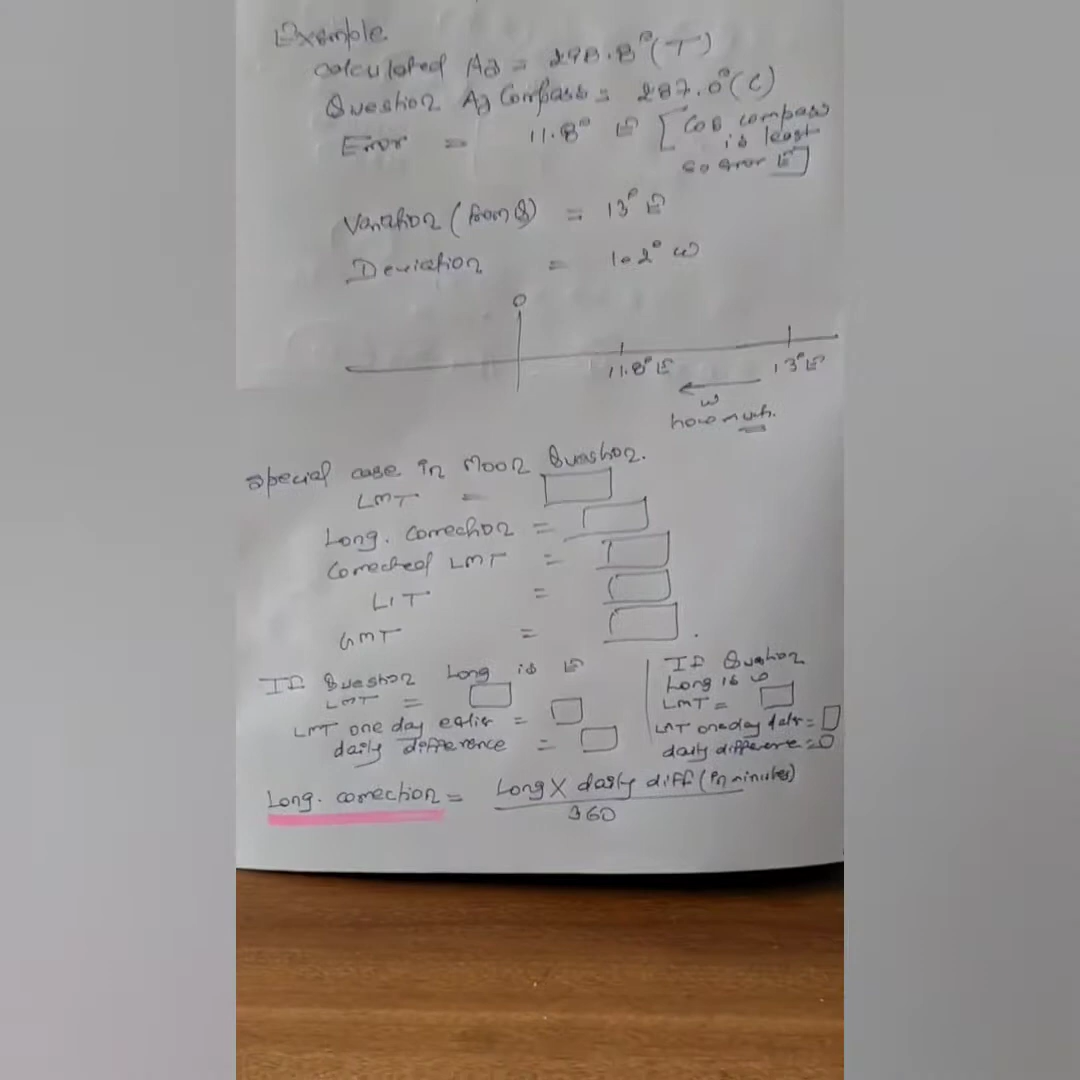 Example
Calculated Az = 298.8° (T)
Question Az Compass = 287.0° (C)
Error = 11.8° E [Cos compass
is least
so error E]
Variation (from Q) = 13° E
Deviation = 1.2° W
0
11.8° E 13° E
W
how much.
Special case in Moon Question.
LMT =
Long. correction =
Corrected LMT =
LIT =
GMT =
If Question Long is E
LMT =
LMT one day earlier =
daily difference =
If Question
Long is W
LMT =
LMT one day later =
daily difference =
Long. correction = Long X daily diff (in minutes)
360